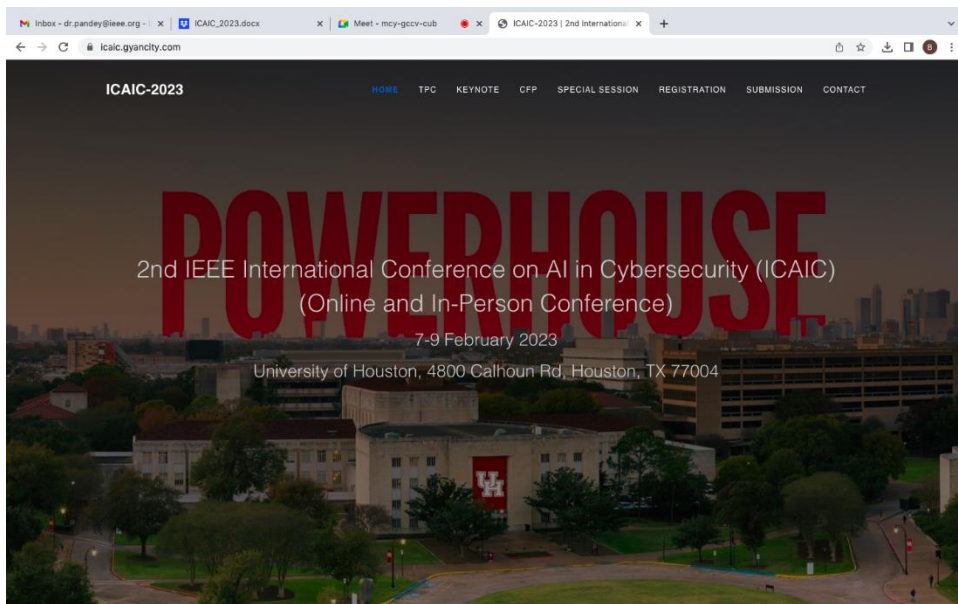 Inbox - dr.pandey@ieee.org -
ICAIC_2023.docx
Meet - mcy-gccv-cub
ICAIC-2023 | 2nd International
icaic.gyancity.com
B
ICAIC-2023
HOME TPC KEYNOTE CFP SPECIAL SESSION REGISTRATION SUBMISSION CONTACT
POWERHOUSE
2nd IEEE International Conference on AI in Cybersecurity (ICAIC)
(Online and In-Person Conference)
7-9 February 2023
University of Houston, 4800 Calhoun Rd, Houston, TX 77004
UH